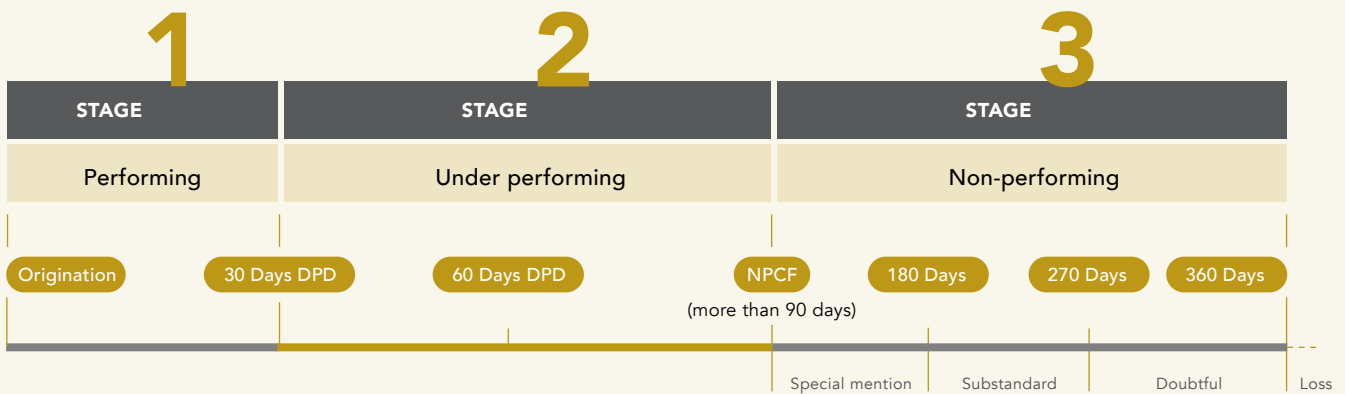 1 2 3
STAGE STAGE STAGE
Performing Under performing Non-performing
Origination 30 Days DPD 60 Days DPD NPCF 180 Days 270 Days 360 Days
(more than 90 days)
Special mention Substandard Doubtful Loss